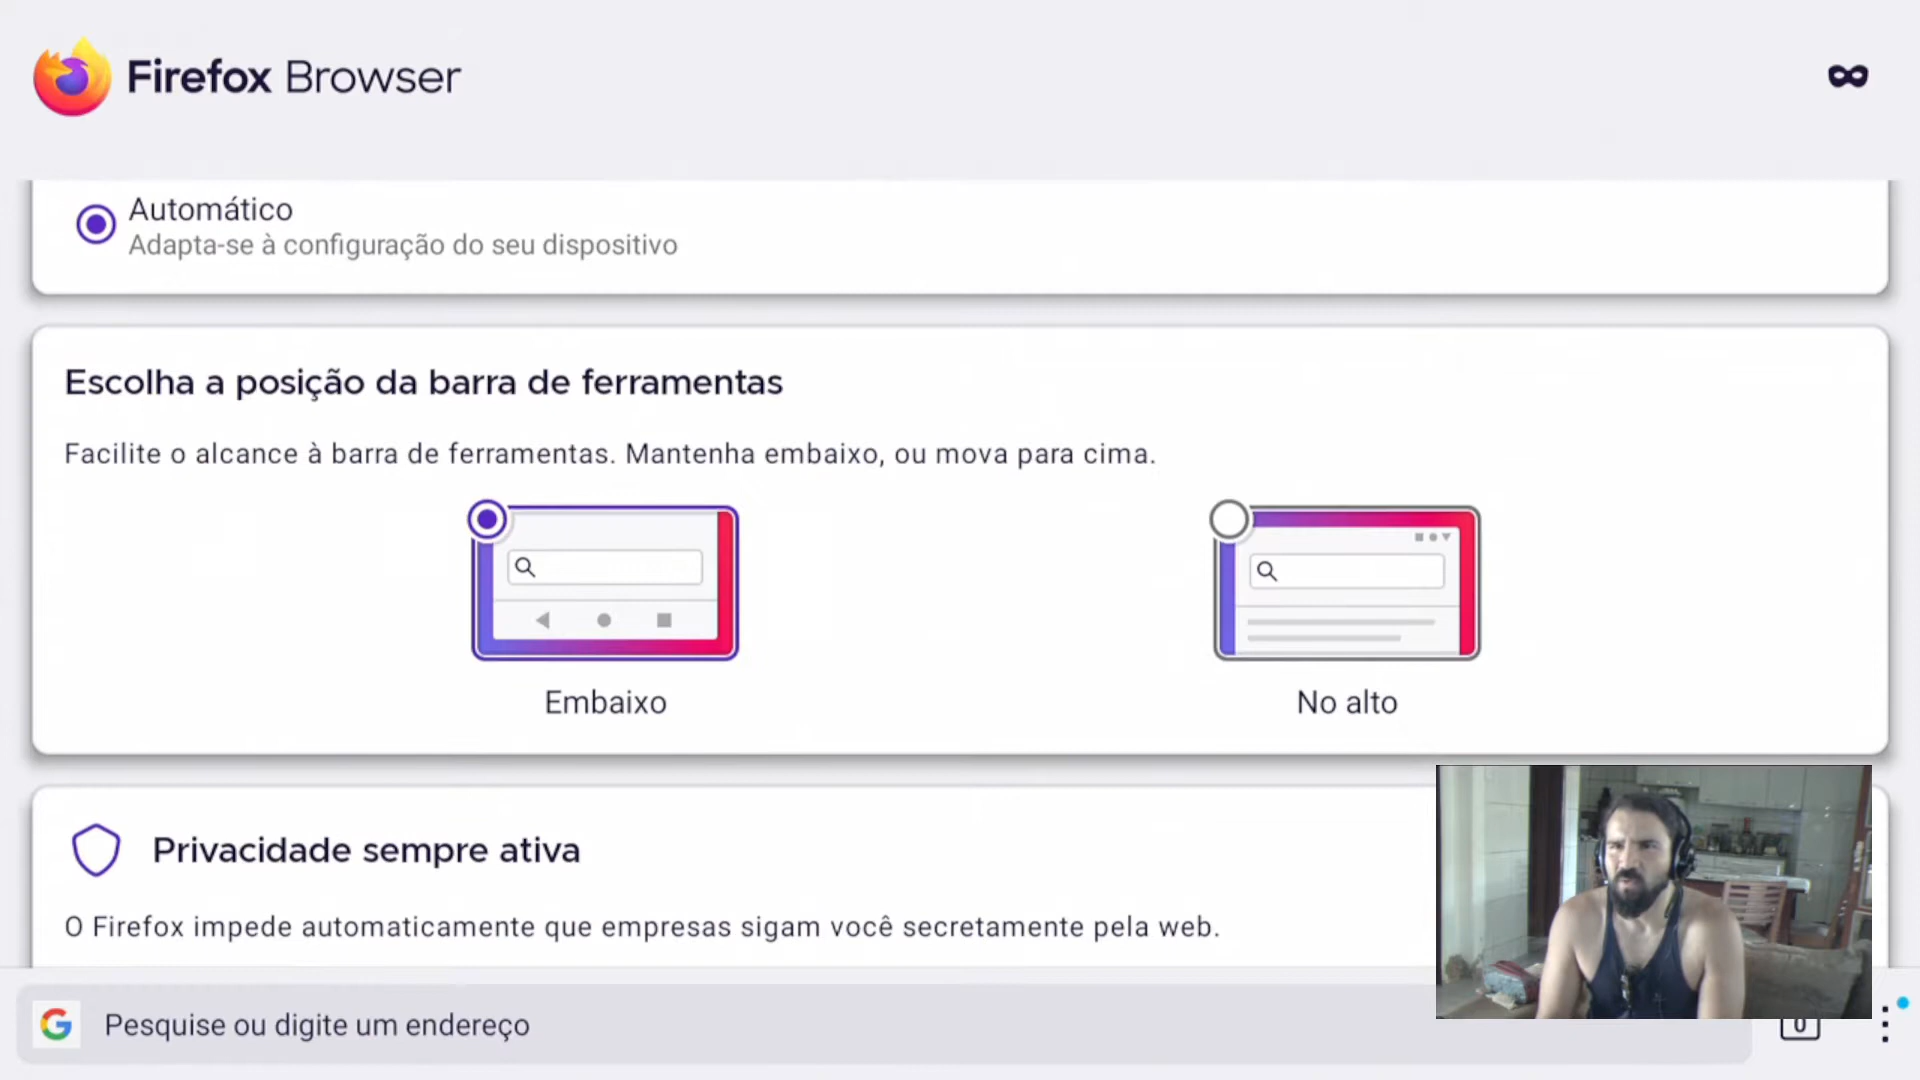 Firefox Browser
Automático
Adapta-se à configuração do seu dispositivo
Escolha a posição da barra de ferramentas
Facilite o alcance à barra de ferramentas. Mantenha embaixo, ou mova para cima.
Embaixo
No alto
Privacidade sempre ativa
O Firefox impede automaticamente que empresas sigam você secretamente pela web.
Pesquise ou digite um endereço
0